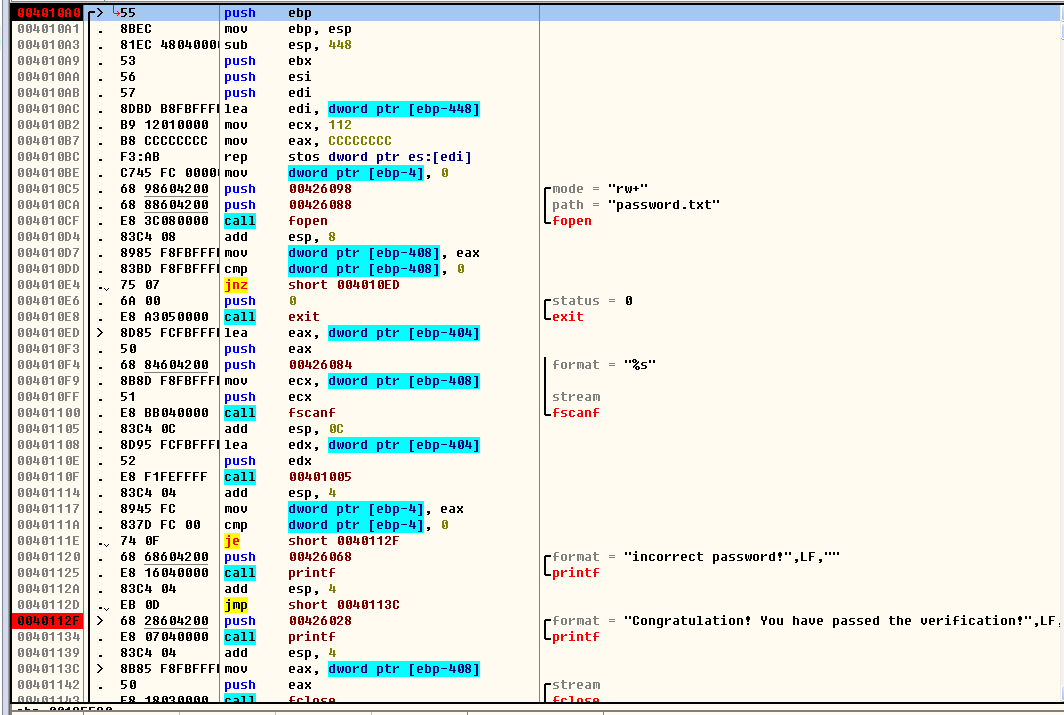 004010A0 > 55 push ebp
004010A1 . 8BEC mov ebp, esp
004010A3 . 81EC 48040000 sub esp, 448
004010A9 . 53 push ebx
004010AA . 56 push esi
004010AB . 57 push edi
004010AC . 8DBD B8FBFFFF lea edi, dword ptr [ebp-448]
004010B2 . B9 12010000 mov ecx, 112
004010B7 . B8 CCCCCCCC mov eax, CCCCCCCC
004010BC . F3:AB rep stos dword ptr es:[edi]
004010BE . C745 FC 0000 mov dword ptr [ebp-4], 0
004010C5 . 68 98604200 push 00426098 mode = "rw+"
004010CA . 68 88604200 push 00426088 path = "password.txt"
004010CF . E8 3C080000 call fopen fopen
004010D4 . 83C4 08 add esp, 8
004010D7 . 8985 F8FBFFFF mov dword ptr [ebp-408], eax
004010DD . 83BD F8FBFFFF cmp dword ptr [ebp-408], 0
004010E4 . 75 07 jnz short 004010ED
004010E6 . 6A 00 push 0 status = 0
004010E8 . E8 A3050000 call exit exit
004010ED > 8D85 FCFBFFFF lea eax, dword ptr [ebp-404]
004010F3 . 50 push eax
004010F4 . 68 84604200 push 00426084 format = "%s"
004010F9 . 8B8D F8FBFFFF mov ecx, dword ptr [ebp-408]
004010FF . 51 push ecx stream
00401100 . E8 BB040000 call fscanf fscanf
00401105 . 83C4 0C add esp, 0C
00401108 . 8D95 FCFBFFFF lea edx, dword ptr [ebp-404]
0040110E . 52 push edx
0040110F . E8 F1FEFFFF call 00401005
00401114 . 83C4 04 add esp, 4
00401117 . 8945 FC mov dword ptr [ebp-4], eax
0040111A . 837D FC 00 cmp dword ptr [ebp-4], 0
0040111E . 74 0F je short 0040112F
00401120 . 68 68604200 push 00426068 format = "incorrect password!",LF,""
00401125 . E8 16040000 call printf printf
0040112A . 83C4 04 add esp, 4
0040112D . EB 0D jmp short 0040113C
0040112F > 68 28604200 push 00426028 format = "Congratulation! You have passed the verification!",LF,
00401134 . E8 07040000 call printf printf
00401139 . 83C4 04 add esp, 4
0040113C > 8B85 F8FBFFFF mov eax, dword ptr [ebp-408]
00401142 . 50 push eax stream
00401143 . E8 18030000 call fclose fclose